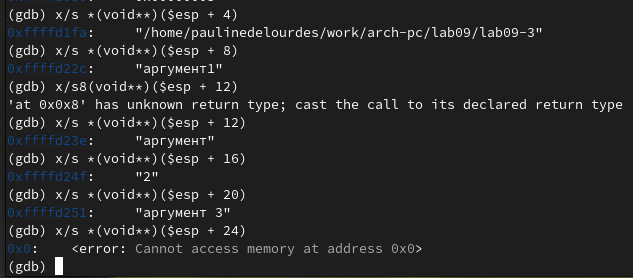 (gdb) x/s *(void**)($esp + 4)
0xffffd1fa: "/home/paulinedelourdes/work/arch-pc/lab09/lab09-3"
(gdb) x/s *(void**)($esp + 8)
0xffffd22c: "аргумент1"
(gdb) x/s8(void**)($esp + 12)
'at 0x0x8' has unknown return type; cast the call to its declared return type
(gdb) x/s *(void**)($esp + 12)
0xffffd23e: "аргумент"
(gdb) x/s *(void**)($esp + 16)
0xffffd24f: "2"
(gdb) x/s *(void**)($esp + 20)
0xffffd251: "аргумент 3"
(gdb) x/s *(void**)($esp + 24)
0x0: <error: Cannot access memory at address 0x0>
(gdb)